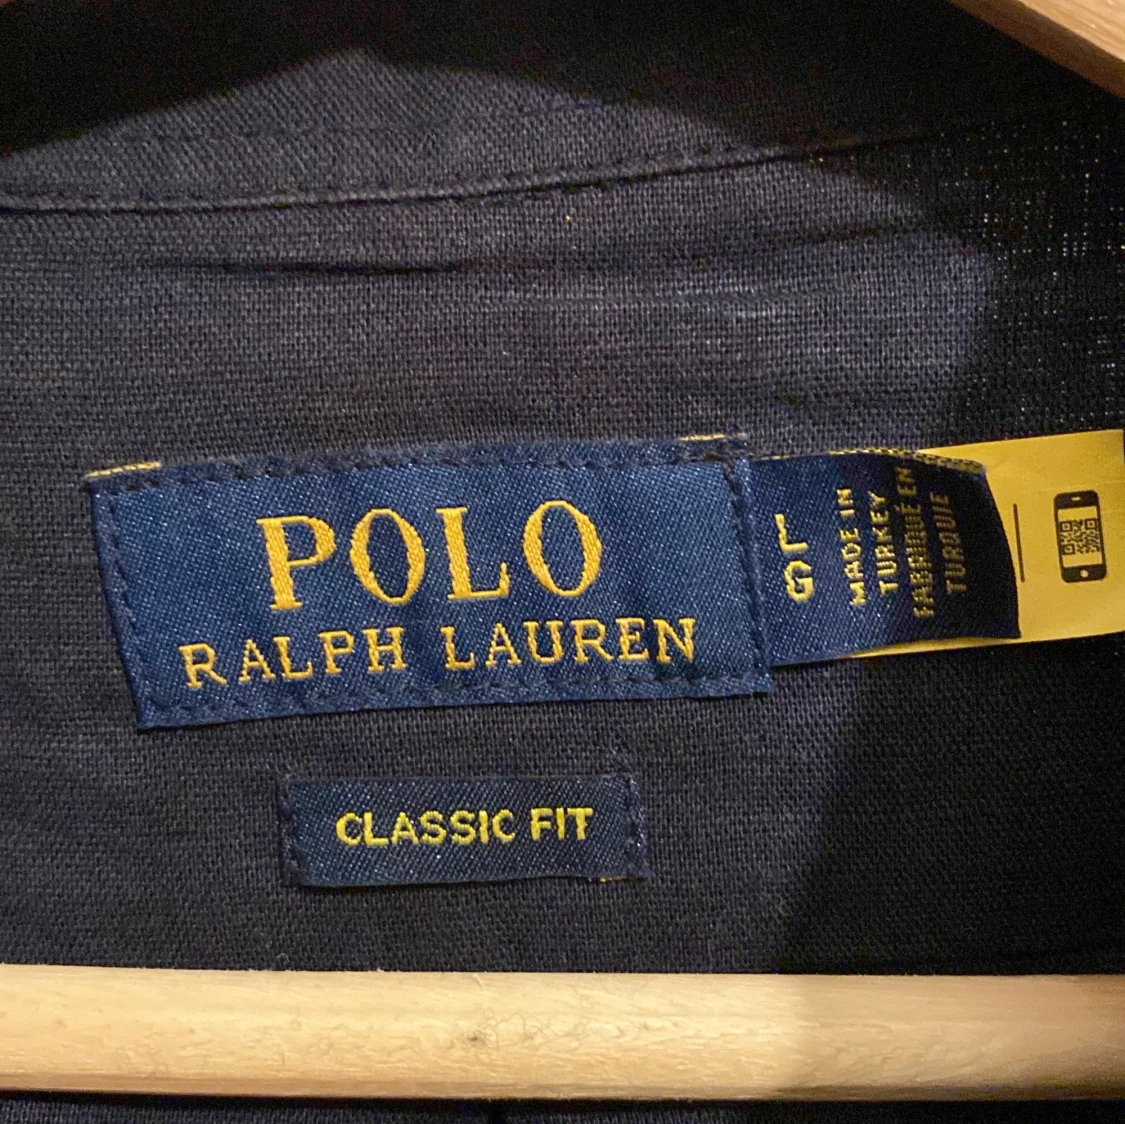 POLO
RALPH LAUREN
L
G
MADE IN
TURKEY
FABRIQUÉ EN
TURQUIE
CLASSIC FIT